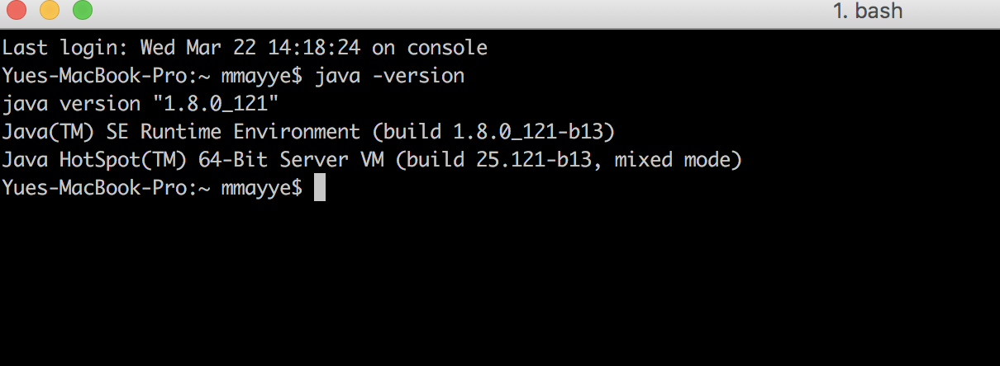 1. bash
Last login: Wed Mar 22 14:18:24 on console
Yues-MacBook-Pro:~ mmayye$ java -version
java version "1.8.0_121"
Java(TM) SE Runtime Environment (build 1.8.0_121-b13)
Java HotSpot(TM) 64-Bit Server VM (build 25.121-b13, mixed mode)
Yues-MacBook-Pro:~ mmayye$